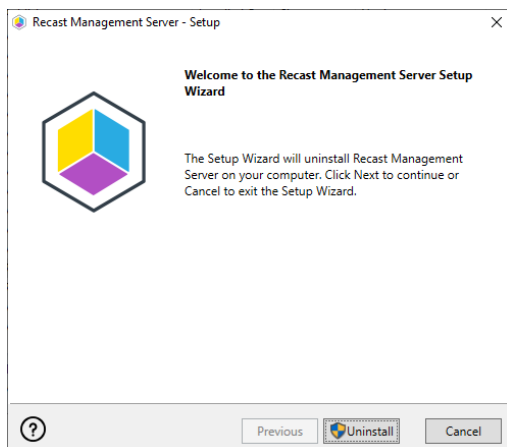 Recast Management Server - Setup
Welcome to the Recast Management Server Setup
Wizard
The Setup Wizard will uninstall Recast Management
Server on your computer. Click Next to continue or
Cancel to exit the Setup Wizard.
?
Previous
Uninstall
Cancel